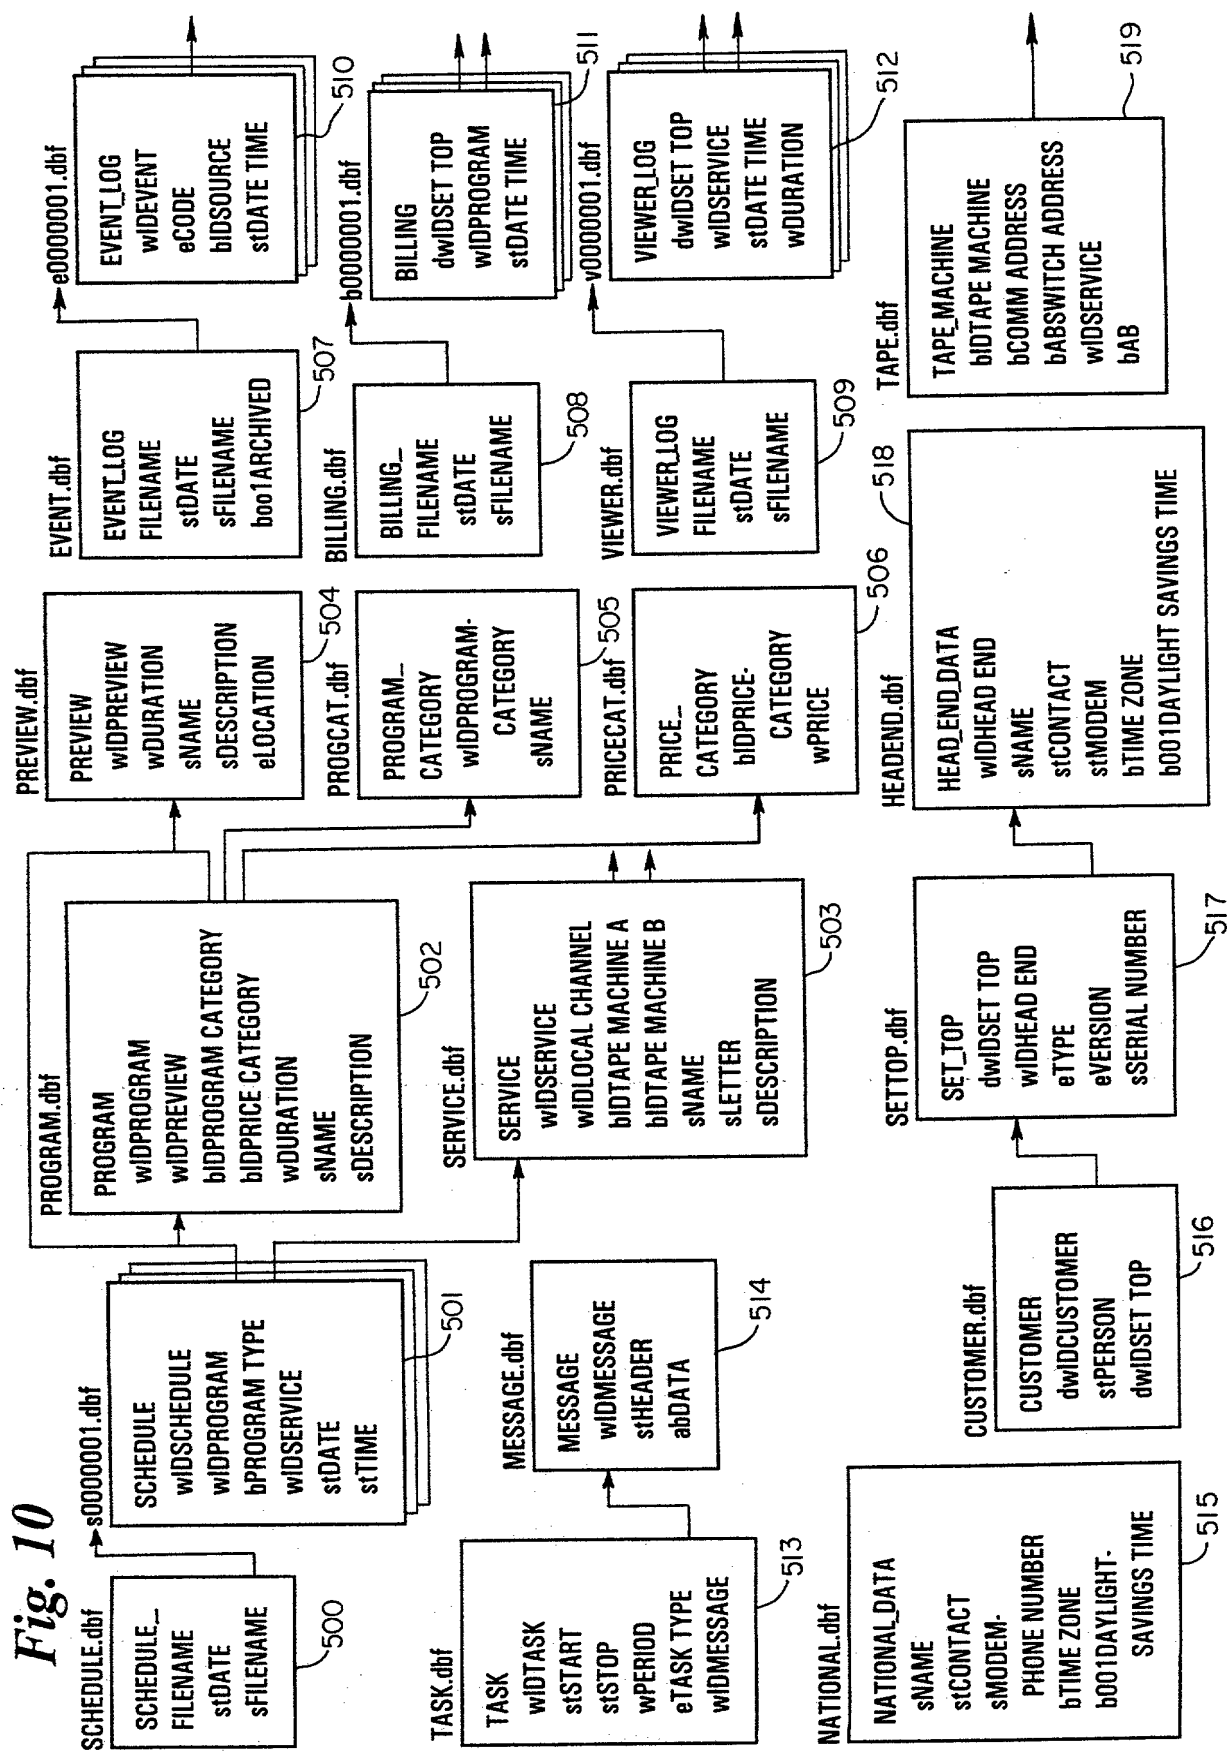 Fig. 10
SCHEDULE.dbf
SCHEDULE_
FILENAME
stDATE
sFILENAME
500
s0000001.dbf
SCHEDULE
wIDSCHEDULE
wIDPROGRAM
bPROGRAM TYPE
wIDSERVICE
stDATE
stTIME
501
PROGRAM.dbf
PROGRAM
wIDPROGRAM
wIDPREVIEW
bIDPROGRAM CATEGORY
bIDPRICE CATEGORY
wDURATION
sNAME
sDESCRIPTION
502
PREVIEW.dbf
PREVIEW
wIDPREVIEW
wDURATION
sNAME
sDESCRIPTION
eLOCATION
504
EVENT.dbf
EVENT_LOG
FILENAME
stDATE
sFILENAME
boo1ARCHIVED
507
e0000001.dbf
EVENT_LOG
wIDEVENT
eCODE
bIDSOURCE
stDATE TIME
510
PROGCAT.dbf
PROGRAM_
CATEGORY
wIDPROGRAM-
CATEGORY
sNAME
505
BILLING.dbf
BILLING_
FILENAME
stDATE
sFILENAME
508
b0000001.dbf
BILLING
dwIDSET TOP
wIDPROGRAM
stDATE TIME
511
TASK.dbf
TASK
wIDTASK
stSTART
stSTOP
wPERIOD
eTASK TYPE
wIDMESSAGE
513
MESSAGE.dbf
MESSAGE
wIDMESSAGE
stHEADER
abDATA
514
SERVICE.dbf
SERVICE
wIDSERVICE
wIDLOCAL CHANNEL
bIDTAPE MACHINE A
bIDTAPE MACHINE B
sNAME
sLETTER
sDESCRIPTION
503
PRICECAT.dbf
PRICE_
CATEGORY
bIDPRICE-
CATEGORY
wPRICE
506
VIEWER.dbf
VIEWER_LOG
FILENAME
stDATE
sFILENAME
509
v0000001.dbf
VIEWER_LOG
dwIDSET TOP
wIDSERVICE
stDATE TIME
wDURATION
512
NATIONAL.dbf
NATIONAL_DATA
sNAME
stCONTACT
sMODEM-
PHONE NUMBER
bTIME ZONE
b001DAYLIGHT-
SAVINGS TIME
515
CUSTOMER.dbf
CUSTOMER
dwIDCUSTOMER
stPERSON
dwIDSET TOP
516
SETTOP.dbf
SET_TOP
dwIDSET TOP
wIDHEAD END
eTYPE
eVERSION
sSERIAL NUMBER
517
HEADEND.dbf
HEAD_END_DATA
wIDHEAD END
sNAME
stCONTACT
stMODEM
bTIME ZONE
b001DAYLIGHT SAVINGS TIME
518
TAPE.dbf
TAPE_MACHINE
bIDTAPE MACHINE
bCOMM ADDRESS
bABSWITCH ADDRESS
wIDSERVICE
bAB
519